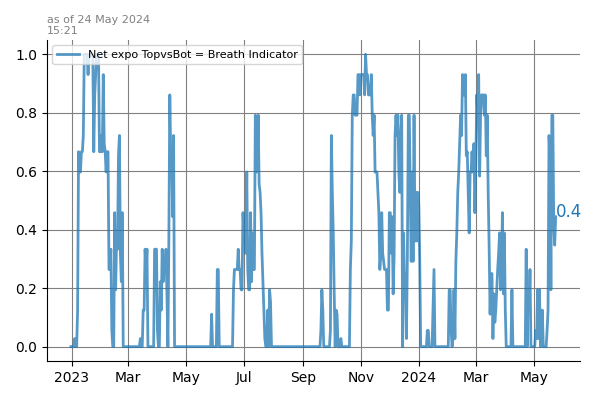 as of 24 May 2024
15:21
Net expo TopvsBot = Breath Indicator
1.0
0.8
0.6
0.4
0.4
0.2
0.0
2023 Mar May Jul Sep Nov 2024 Mar May